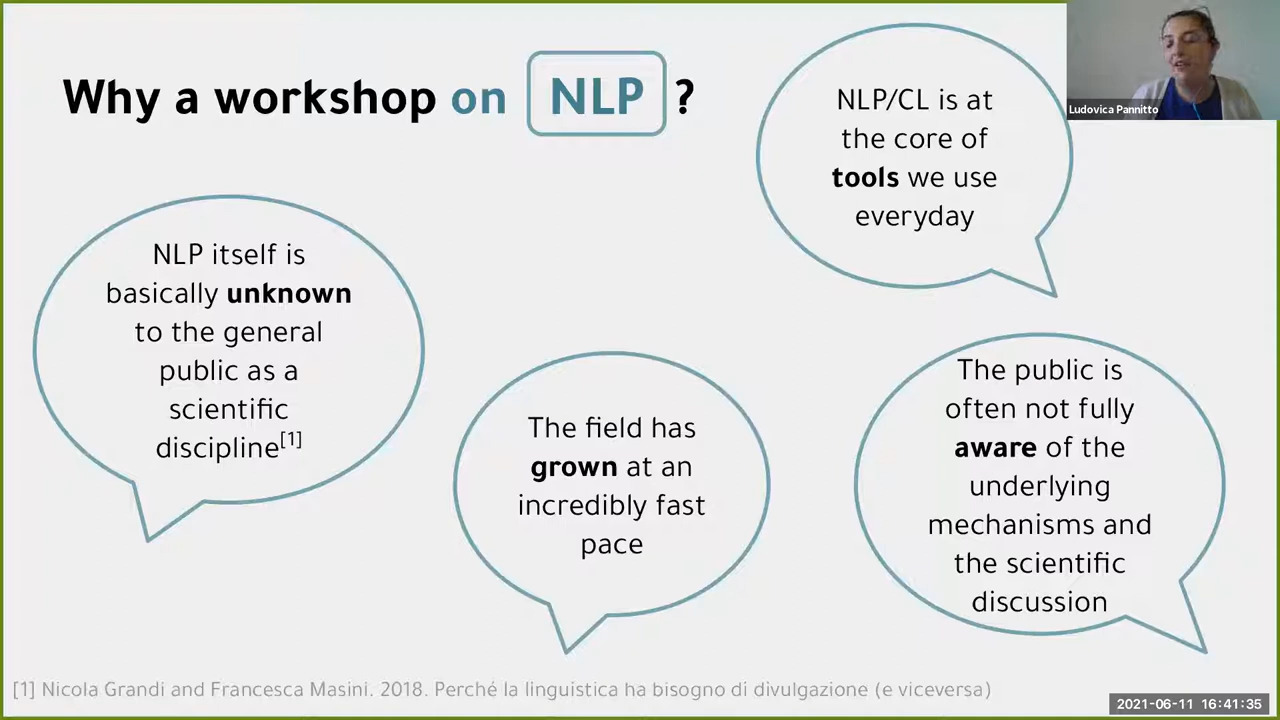 Why a workshop on NLP ?
NLP/CL is at
the core of
tools we use
everyday
Ludovica Pannitto
NLP itself is
basically unknown
to the general
public as a
scientific
discipline[1]
The field has
grown at an
incredibly fast
pace
The public is
often not fully
aware of the
underlying
mechanisms and
the scientific
discussion
[1] Nicola Grandi and Francesca Masini. 2018. Perché la linguistica ha bisogno di divulgazione (e viceversa)
2021-06-11 16:41:35